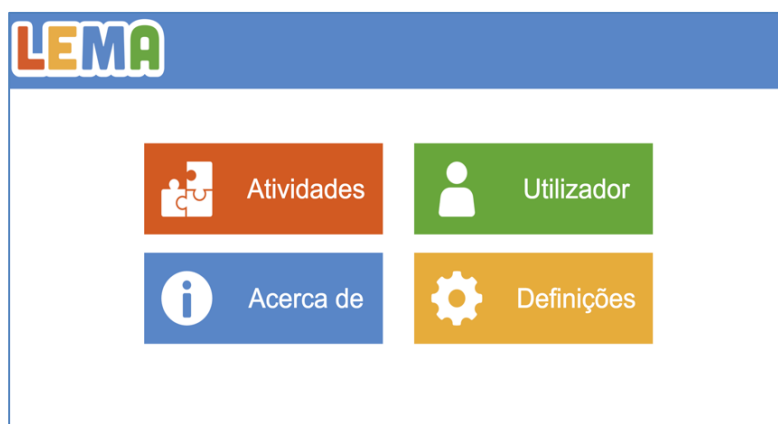 LEMA
Atividades
Utilizador
Acerca de
Definições